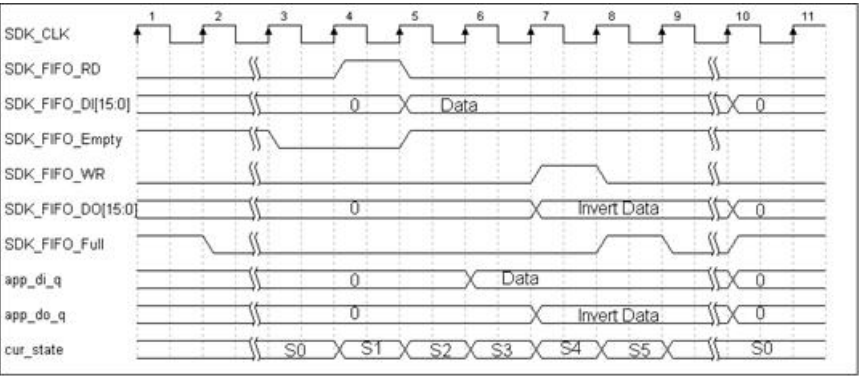 1 2 3 4 5 6 7 8 9 10 11
SDK_CLK
SDK_FIFO_RD
SDK_FIFO_DI[15:0] 0 Data 0
SDK_FIFO_Empty
SDK_FIFO_WR
SDK_FIFO_DO[15:0] 0 Invert Data 0
SDK_FIFO_Full
app_di_q 0 Data 0
app_do_q 0 Invert Data 0
cur_state S0 S1 S2 S3 S4 S5 S0